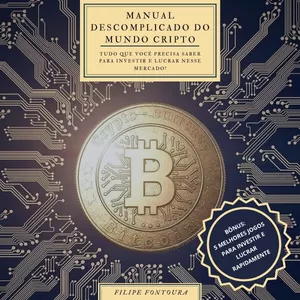 MANUAL
DESCOMPLICADO DO
MUNDO CRIPTO
TUDO QUE VOCÊ PRECISA SABER
PARA INVESTIR E LUCRAR NESSE
MERCADO!
BÔNUS:
5 MELHORES JOGOS
PARA INVESTIR E
LUCRAR
RAPIDAMENTE
FILIPE FONTOURA